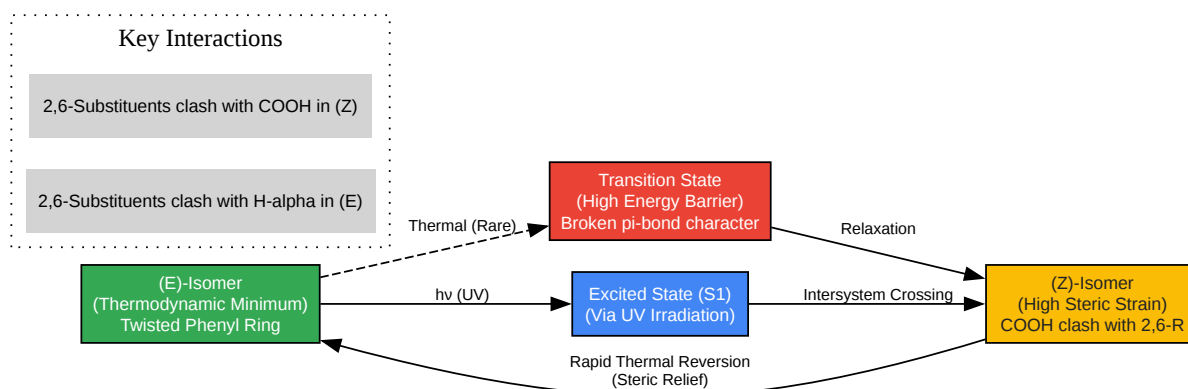 Key Interactions
2,6-Substituents clash with COOH in (Z)
2,6-Substituents clash with H-alpha in (E)
Transition State
(High Energy Barrier)
Broken pi-bond character
Thermal (Rare)
Relaxation
(E)-Isomer
(Thermodynamic Minimum)
Twisted Phenyl Ring
hν (UV)
Excited State (S1)
(Via UV Irradiation)
Intersystem Crossing
(Z)-Isomer
(High Steric Strain)
COOH clash with 2,6-R
Rapid Thermal Reversion
(Steric Relief)